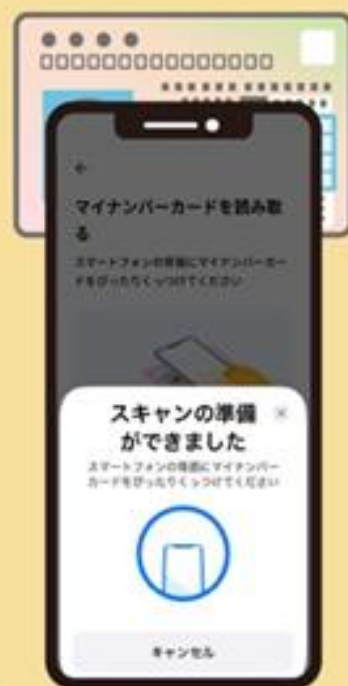 ←
マイナンバーカードを読み取
る
スマートフォンの背面にマイナンバーカー
ドをぴったりくっつけてください
スキャンの準備
ができました
スマートフォンの背面にマイナンバー
カードをぴったりくっつけてください
キャンセル